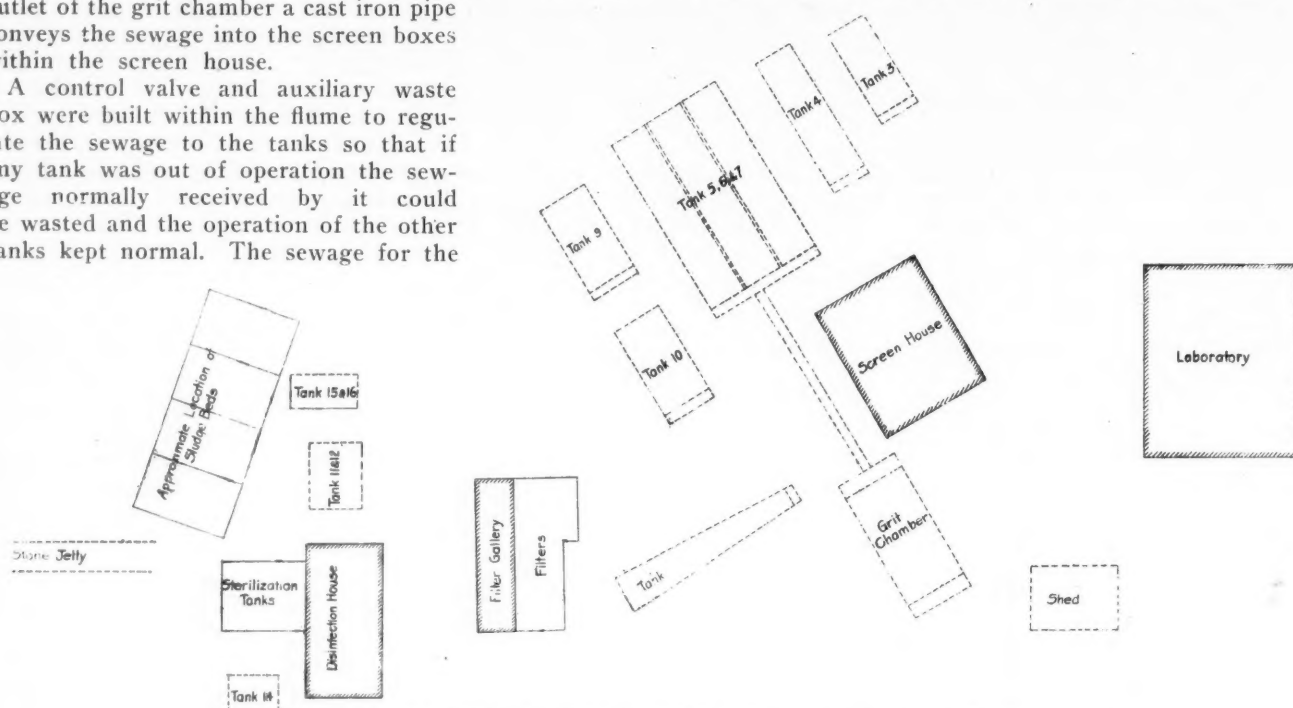 utlet of the grit chamber a cast iron pipe
onveys the sewage into the screen boxes
ithin the screen house.
A control valve and auxiliary waste
ox were built within the flume to regu-
te the sewage to the tanks so that if
ny tank was out of operation the sew-
ge normally received by it could
e wasted and the operation of the other
anks kept normal. The sewage for the
Tank 3
Tank 4
Tank 5, 6, & 7
Tank 9
Tank 10
Screen House
Laboratory
Approximate Location of
Sludge Beds
Tank 15 & 16
Tank 11 & 12
Stone Jetty
Sterilization
Tanks
Disinfection House
Filter Gallery
Filters
Tank
Grit
Chamber
Shed
Tank 14